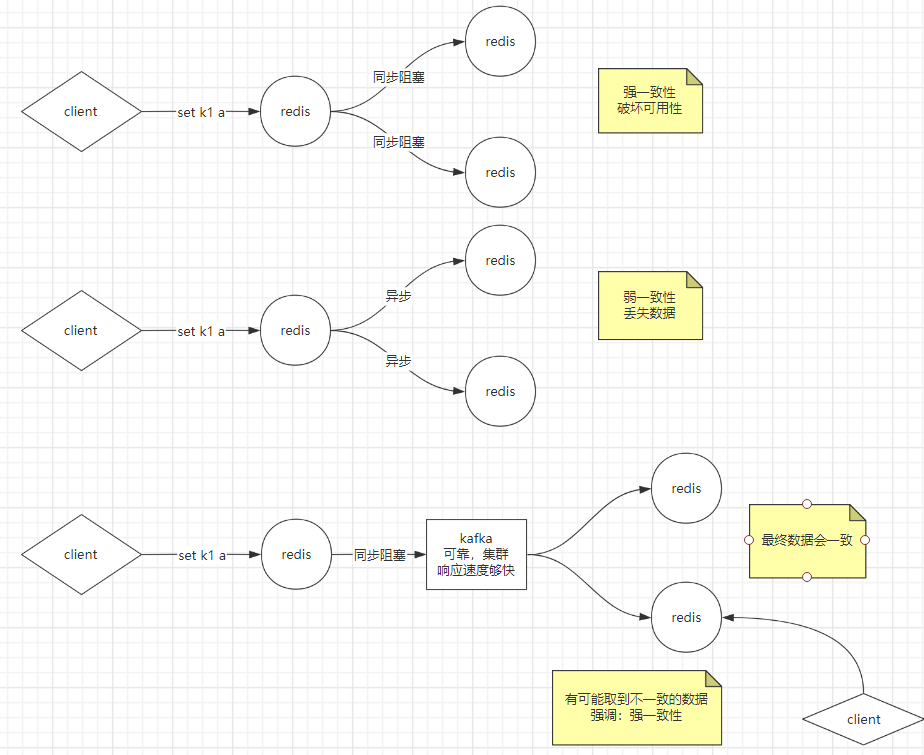 redis
同步阻塞
强一致性
破坏可用性
client
set k1 a
redis
同步阻塞
redis
redis
异步
弱一致性
丢失数据
client
set k1 a
redis
异步
redis
redis
client
set k1 a
redis
同步阻塞
kafka
可靠，集群
响应速度够快
最终数据会一致
redis
有可能取到不一致的数据
强调：强一致性
client